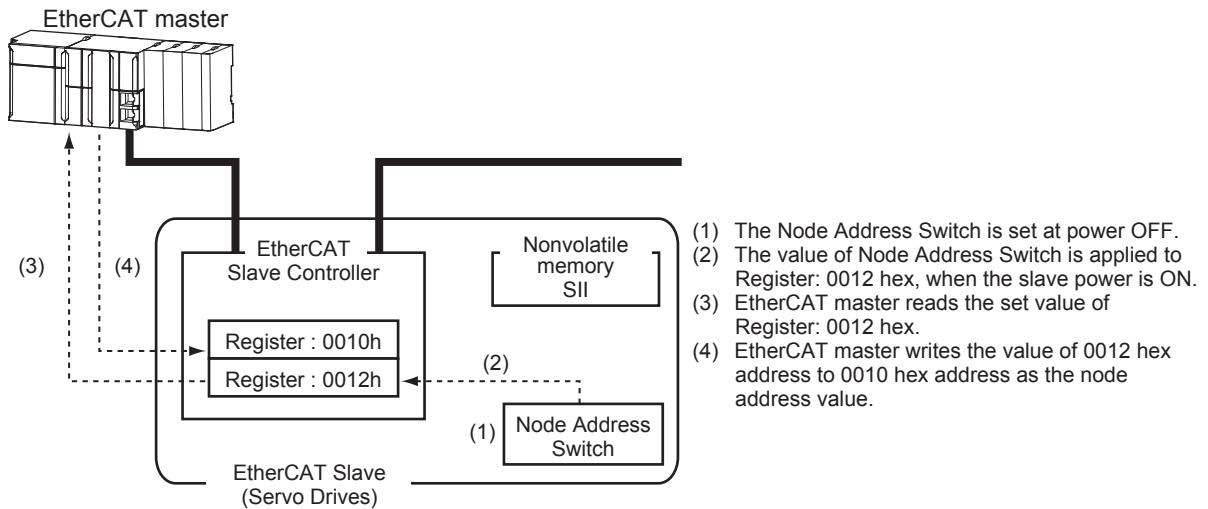 EtherCAT master
(3)
(4)
EtherCAT
Slave Controller
Register : 0010h
Register : 0012h
Nonvolatile
memory
SII
(2)
(1)
Node Address
Switch
EtherCAT Slave
(Servo Drives)
(1) The Node Address Switch is set at power OFF.
(2) The value of Node Address Switch is applied to
Register: 0012 hex, when the slave power is ON.
(3) EtherCAT master reads the set value of
Register: 0012 hex.
(4) EtherCAT master writes the value of 0012 hex
address to 0010 hex address as the node
address value.